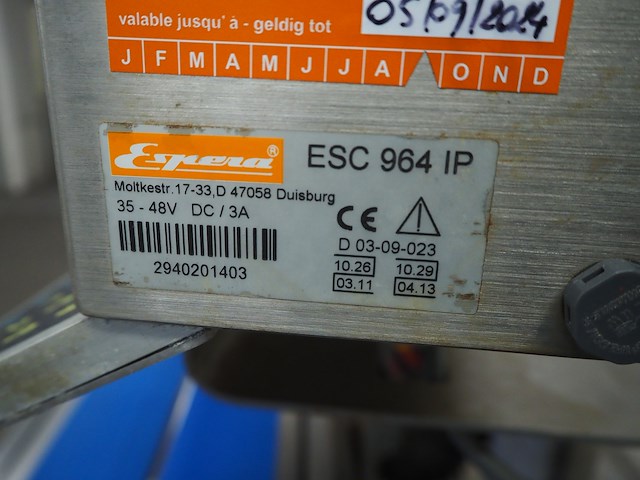 05/09/2024
valable jusqu' à - geldig tot
J F M A M J J A O N D
Espera® ESC 964 IP
Moltkestr.17-33,D 47058 Duisburg
35 - 48V DC / 3A
CE
D 03-09-023
10.26 10.29
03.11 04.13
2940201403